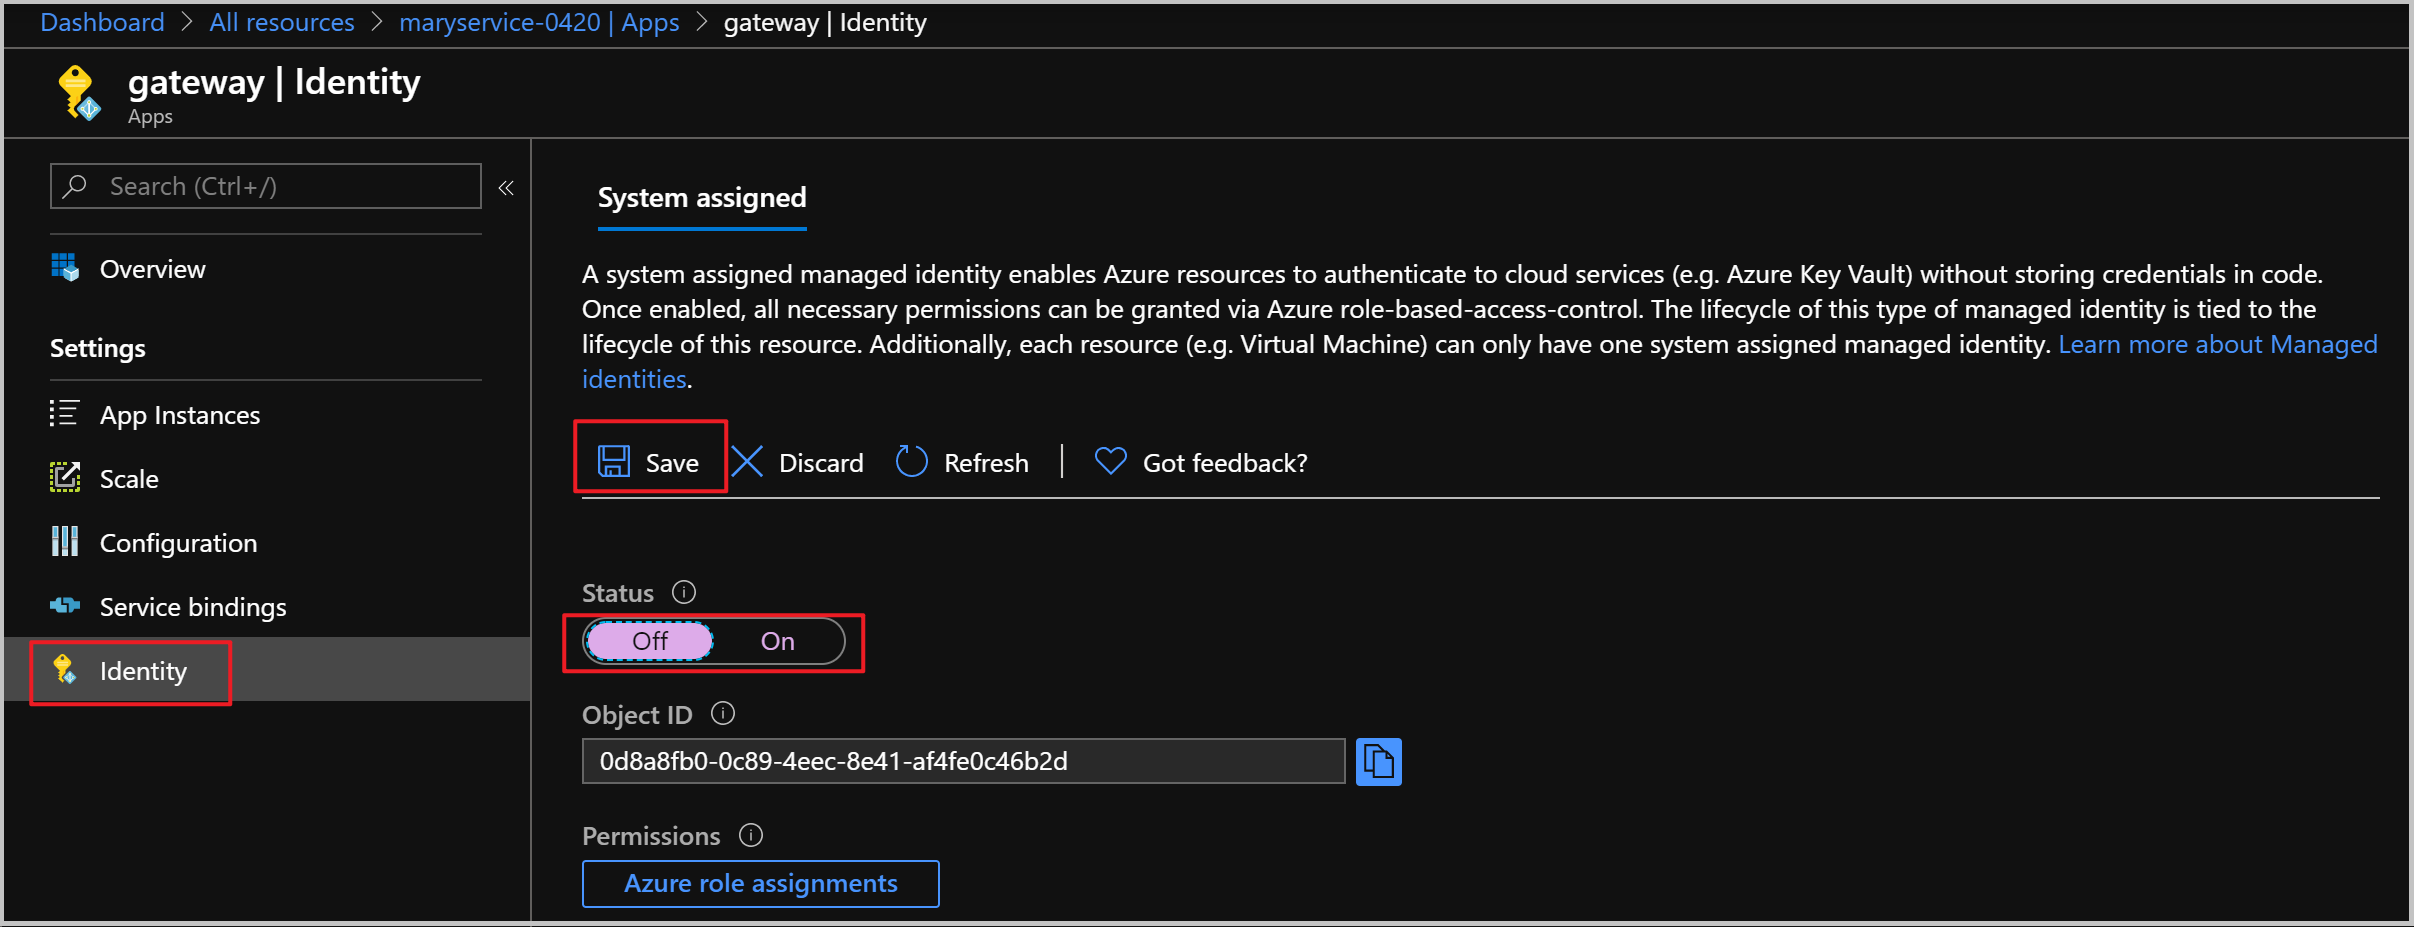 Dashboard > All resources > maryservice-0420 | Apps > gateway | Identity
gateway | Identity
Apps
Search (Ctrl+/)
«
Overview
Settings
App Instances
Scale
Configuration
Service bindings
Identity
System assigned
A system assigned managed identity enables Azure resources to authenticate to cloud services (e.g. Azure Key Vault) without storing credentials in code.
Once enabled, all necessary permissions can be granted via Azure role-based-access-control. The lifecycle of this type of managed identity is tied to the
lifecycle of this resource. Additionally, each resource (e.g. Virtual Machine) can only have one system assigned managed identity. Learn more about Managed
identities.
Save Discard Refresh | Got feedback?
Status
Off On
Object ID
0d8a8fb0-0c89-4eec-8e41-af4fe0c46b2d
Permissions
Azure role assignments